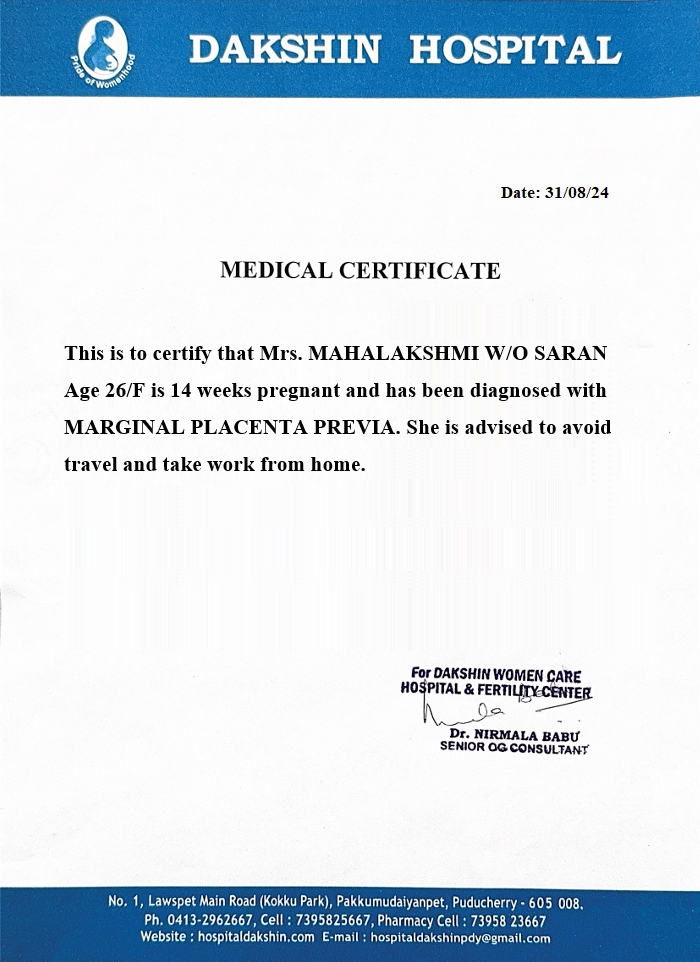 Pride of Womenhood
DAKSHIN HOSPITAL
Date: 31/08/24
MEDICAL CERTIFICATE
This is to certify that Mrs. MAHALAKSHMI W/O SARAN
Age 26/F is 14 weeks pregnant and has been diagnosed with
MARGINAL PLACENTA PREVIA. She is advised to avoid
travel and take work from home.
For DAKSHIN WOMEN CARE
HOSPITAL & FERTILITY CENTER
Dr. NIRMALA BABU
SENIOR OG CONSULTANT
No. 1, Lawspet Main Road (Kokku Park), Pakkumudaiyanpet, Puducherry - 605 008.
Ph. 0413-2962667, Cell : 7395825667, Pharmacy Cell : 73958 23667
Website : hospitaldakshin.com E-mail : hospitaldakshinpdy@gmail.com